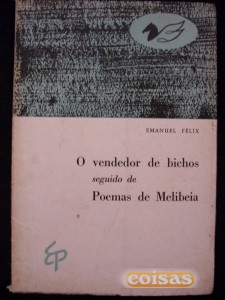 EMANUEL FÉLIX
O vendedor de bichos
seguido de
Poemas de Melibeia
EP
coisas